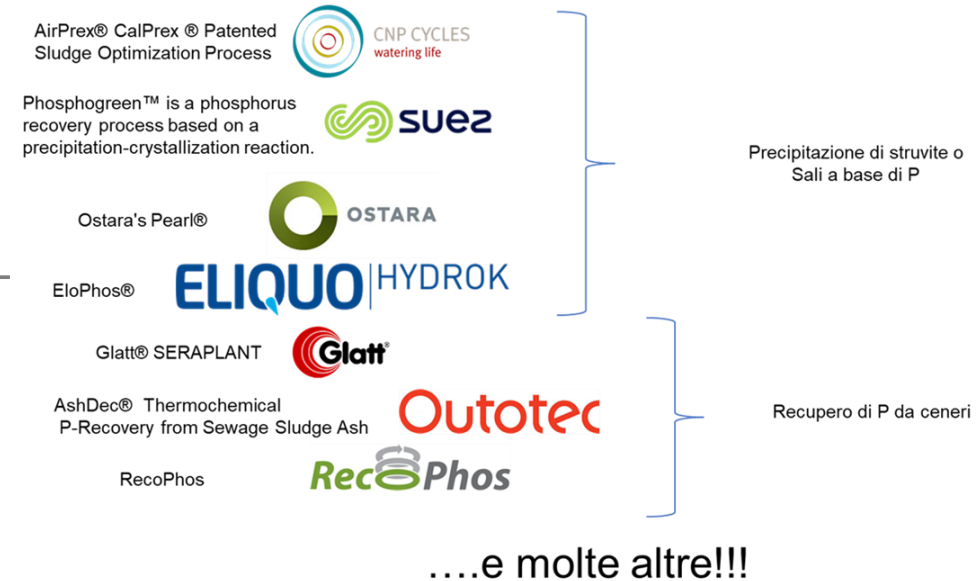 AirPrex® CalPrex ® Patented
Sludge Optimization Process
CNP CYCLES
watering life
Phosphogreen™ is a phosphorus
recovery process based on a
precipitation-crystallization reaction.
suez
Precipitazione di struvite o
Sali a base di P
Ostara's Pearl®
OSTARA
EloPhos®
ELIQUO|HYDROK
Glatt® SERAPLANT
Glatt®
AshDec® Thermochemical
P-Recovery from Sewage Sludge Ash
Outotec
Recupero di P da ceneri
RecoPhos
RecoPhos
….e molte altre!!!